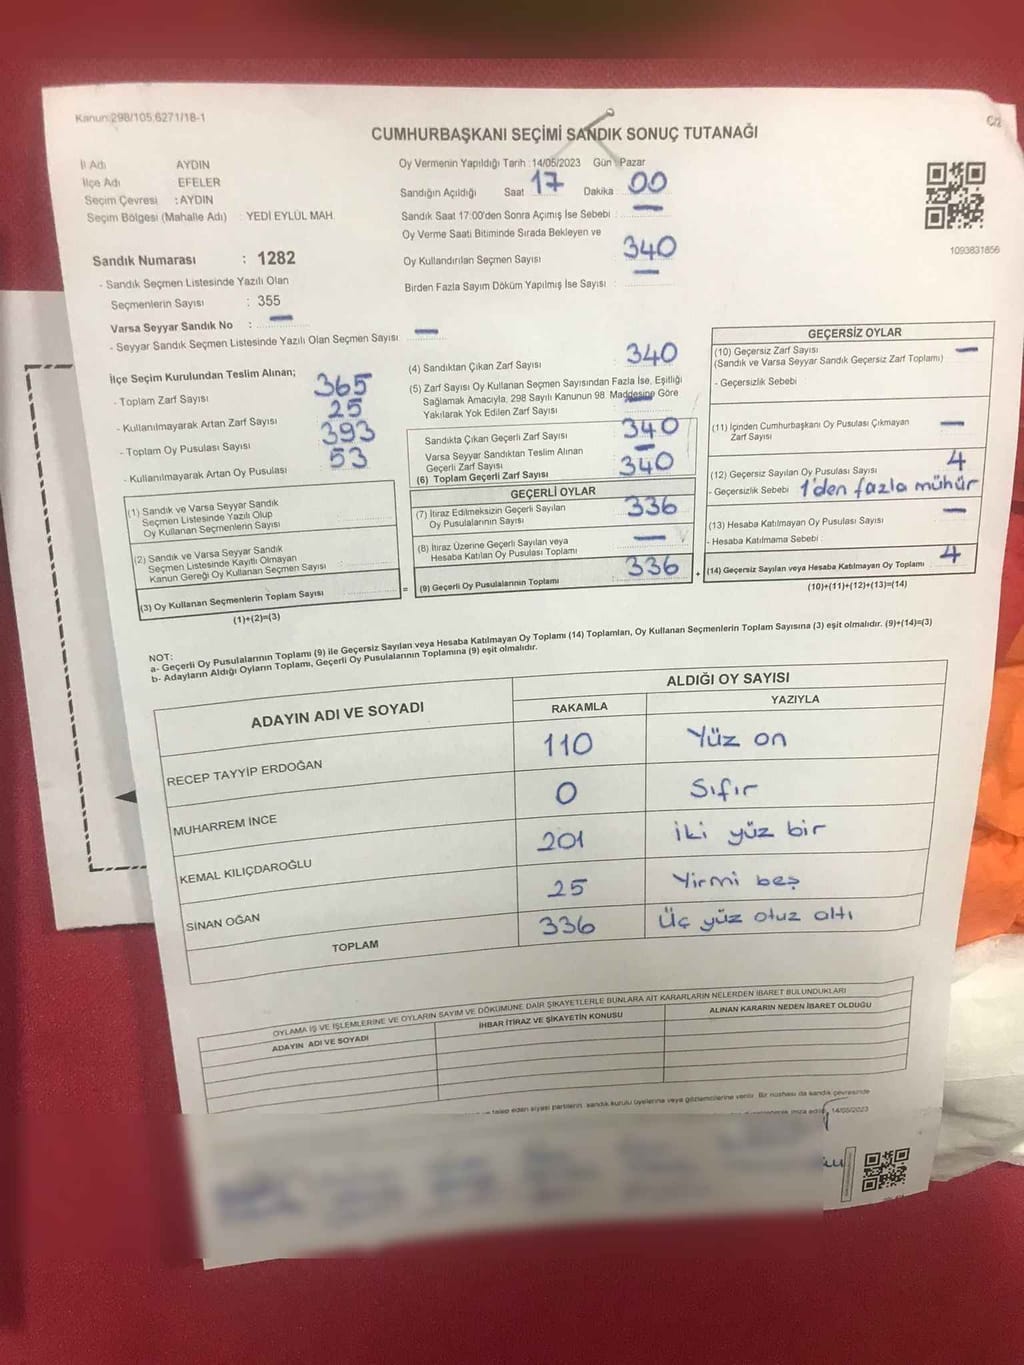 Kanun:298/105,6271/18-1
C/2
CUMHURBAŞKANI SEÇİMİ SANDIK SONUÇ TUTANAĞI
İl Adı AYDIN
İlçe Adı EFELER
Seçim Çevresi : AYDIN
Seçim Bölgesi (Mahalle Adı) : YEDİ EYLÜL MAH.
Sandık Numarası : 1282
- Sandık Seçmen Listesinde Yazılı Olan
Seçmenlerin Sayısı : 355
Varsa Seyyar Sandık No : —
- Seyyar Sandık Seçmen Listesinde Yazılı Olan Seçmen Sayısı —
Oy Vermenin Yapıldığı Tarih : 14/05/2023 Gün : Pazar
Sandığın Açıldığı Saat 17 Dakika 00
Sandık Saat 17:00'den Sonra Açımış İse Sebebi : —
Oy Verme Saati Bitiminde Sırada Bekleyen ve
Oy Kullandırılan Seçmen Sayısı 340
Birden Fazla Sayım Döküm Yapılmış İse Sayısı : —
1093831856
İlçe Seçim Kurulundan Teslim Alınan;
- Toplam Zarf Sayısı 365
- Kullanılmayarak Artan Zarf Sayısı 25
- Toplam Oy Pusulası Sayısı 393
- Kullanılmayarak Artan Oy Pusulası 53
(1) Sandık ve Varsa Seyyar Sandık
Seçmen Listesinde Yazılı Olup
Oy Kullanan Seçmenlerin Sayısı
(2) Sandık ve Varsa Seyyar Sandık
Seçmen Listesinde Kayıtlı Olmayan
Kanun Gereği Oy Kullanan Seçmen Sayısı
(3) Oy Kullanan Seçmenlerin Toplam Sayısı
(1)+(2)=(3)
=
(4) Sandıktan Çıkan Zarf Sayısı 340
(5) Zarf Sayısı Oy Kullanan Seçmen Sayısından Fazla İse, Eşitliği
Sağlamak Amacıyla, 298 Sayılı Kanunun 98 Maddesine Göre
Yakılarak Yok Edilen Zarf Sayısı —
Sandıkta Çıkan Geçerli Zarf Sayısı 340
Varsa Seyyar Sandıktan Teslim Alınan
Geçerli Zarf Sayısı —
(6) Toplam Geçerli Zarf Sayısı 340
GEÇERLİ OYLAR
(7) İtiraz Edilmeksizin Geçerli Sayılan
Oy Pusulalarının Sayısı 336
(8) İtiraz Üzerine Geçerli Sayılan veya
Hesaba Katılan Oy Pusulası Toplamı —
(9) Geçerli Oy Pusulalarının Toplamı 336
+
GEÇERSİZ OYLAR
(10) Geçersiz Zarf Sayısı —
(Sandık ve Varsa Seyyar Sandık Geçersiz Zarf Toplamı)
- Geçersizlik Sebebi :
(11) İçinden Cumhurbaşkanı Oy Pusulası Çıkmayan
Zarf Sayısı —
(12) Geçersiz Sayılan Oy Pusulası Sayısı 4
- Geçersizlik Sebebi 1'den fazla mühür
(13) Hesaba Katılmayan Oy Pusulası Sayısı —
- Hesaba Katılmama Sebebi :
(14) Geçersiz Sayılan veya Hesaba Katılmayan Oy Toplamı 4
(10)+(11)+(12)+(13)=(14)
NOT:
a- Geçerli Oy Pusulalarının Toplamı (9) ile Geçersiz Sayılan veya Hesaba Katılmayan Oy Toplamı (14) Toplamları, Oy Kullanan Seçmenlerin Toplam Sayısına (3) eşit olmalıdır. (9)+(14)=(3)
b- Adayların Aldığı Oyların Toplamı, Geçerli Oy Pusulalarının Toplamına (9) eşit olmalıdır.
ADAYIN ADI VE SOYADI ALDIĞI OY SAYISI
RAKAMLA YAZIYLA
RECEP TAYYİP ERDOĞAN 110 Yüz on
MUHARREM İNCE 0 Sıfır
KEMAL KILIÇDAROĞLU 201 İki yüz bir
SİNAN OĞAN 25 Yirmi beş
TOPLAM 336 Üç yüz otuz altı
OYLAMA İŞ VE İŞLEMLERİNE VE OYLARIN SAYIM VE DÖKÜMÜNE DAİR ŞİKAYETLERLE BUNLARA AİT KARARLARIN NELERDEN İBARET BULUNDUKLARI
ADAYIN ADI VE SOYADI İHBAR İTİRAZ VE ŞİKAYETİN KONUSU ALINAN KARARIN NEDEN İBARET OLDUĞU
talep eden siyasi partilerin, sandık kurulu üyelerine veya gözlemcilerine verilir. Bir nüshası da sandık çevresinde
imza edildi. 14/05/2023